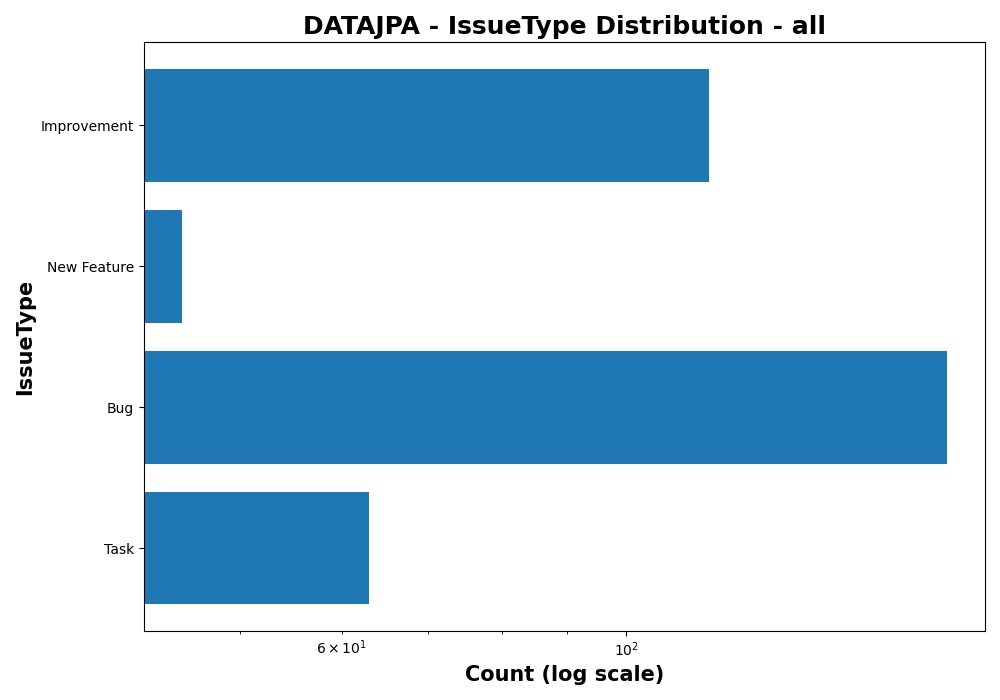 DATAJPA - IssueType Distribution - all
Improvement
New Feature
Bug
Task
IssueType
6 × 10¹
10²
Count (log scale)